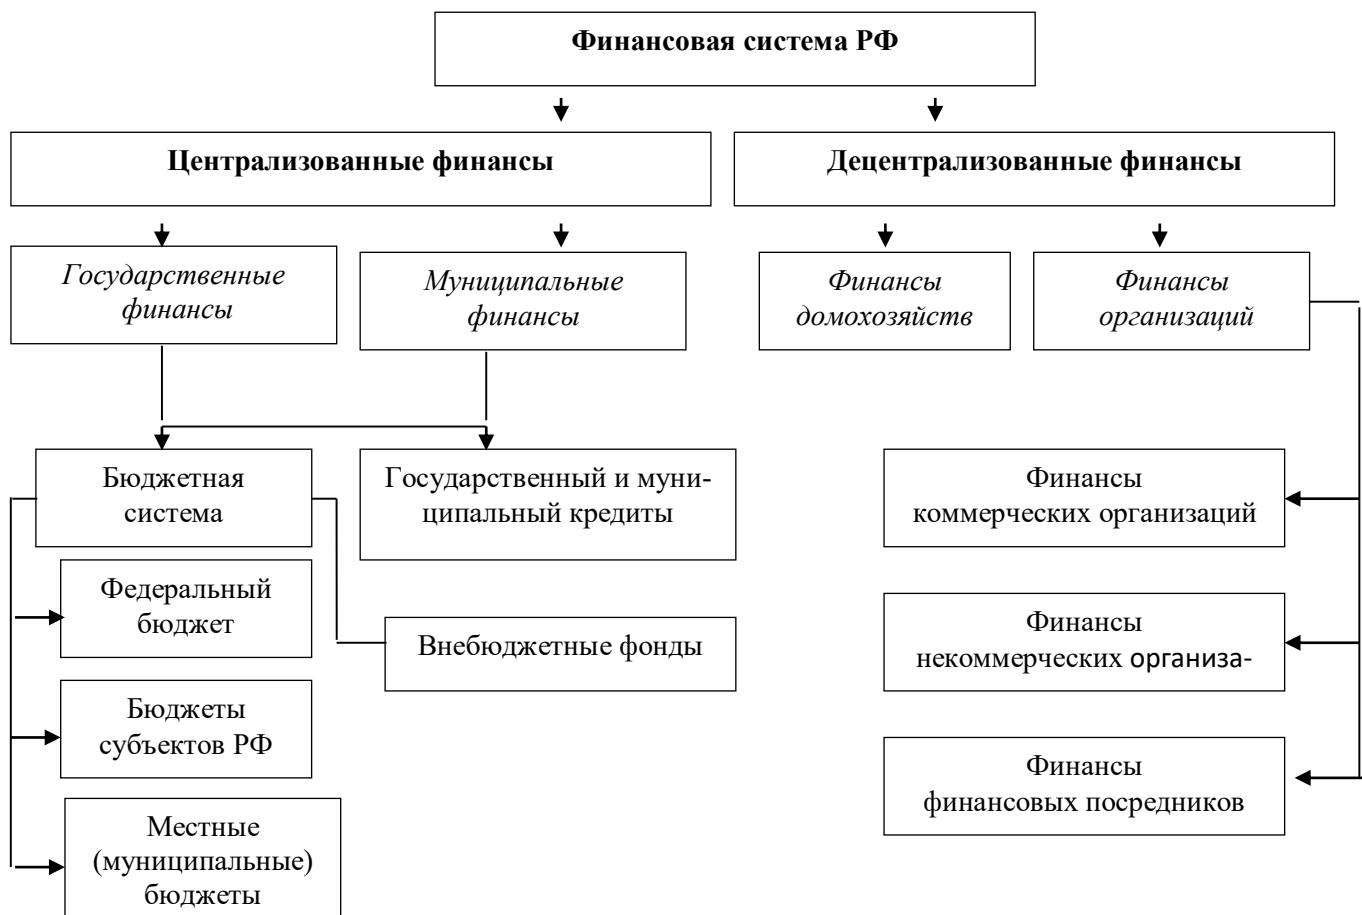 Финансовая система РФ
Централизованные финансы
Децентрализованные финансы
Государственные
финансы
Муниципальные
финансы
Финансы
домохозяйств
Финансы
организаций
Бюджетная
система
Государственный и муни-
ципальный кредиты
Финансы
коммерческих организаций
Федеральный
бюджет
Внебюджетные фонды
Финансы
некоммерческих организа-
Бюджеты
субъектов РФ
Финансы
финансовых посредников
Местные
(муниципальные)
бюджеты